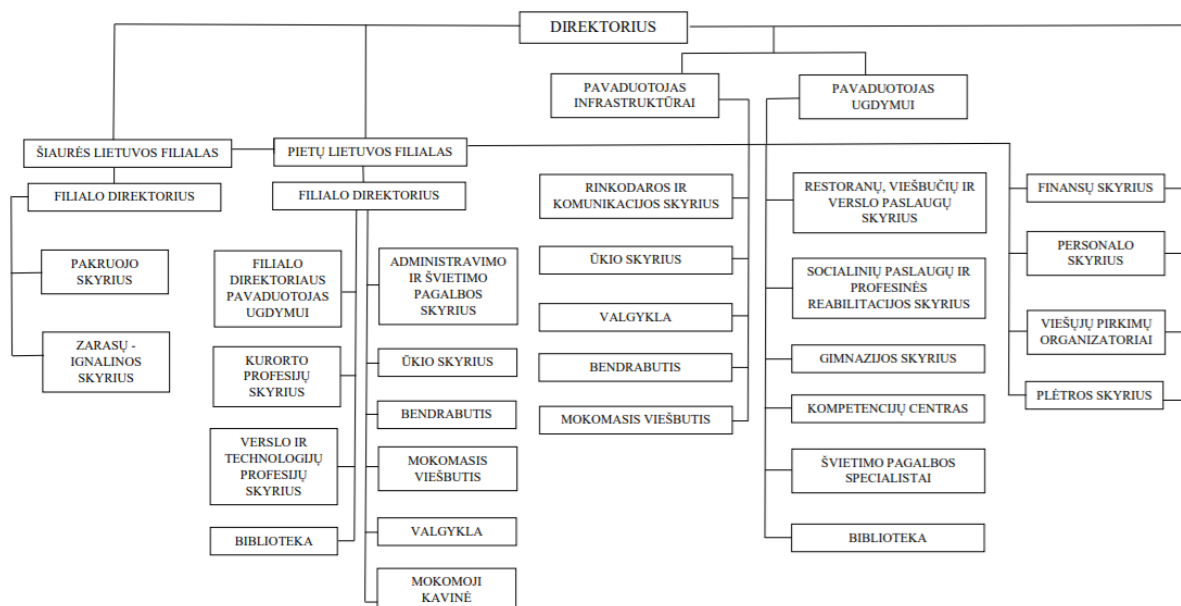 DIREKTORIUS
PAVADUOTOJAS
INFRASTRUKTŪRAI
PAVADUOTOJAS
UGDYMUI
ŠIAURĖS LIETUVOS FILIALAS
PIETŲ LIETUVOS FILIALAS
FILIALO DIREKTORIUS
PAKRUOJO
SKYRIUS
ZARASŲ -
IGNALINOS
SKYRIUS
FILIALO DIREKTORIUS
FILIALO
DIREKTORIAUS
PAVADUOTOJAS
UGDYMUI
KURORTO
PROFESIJŲ
SKYRIUS
VERSLO IR
TECHNOLOGIJŲ
PROFESIJŲ
SKYRIUS
BIBLIOTEKA
ADMINISTRAVIMO
IR ŠVIETIMO
PAGALBOS
SKYRIUS
ŪKIO SKYRIUS
BENDRABUTIS
MOKOMASIS
VIEŠBUTIS
VALGYKLA
MOKOMOJI
KAVINĖ
RINKODAROS IR
KOMUNIKACIJOS SKYRIUS
ŪKIO SKYRIUS
VALGYKLA
BENDRABUTIS
MOKOMASIS VIEŠBUTIS
RESTORANŲ, VIEŠBUČIŲ IR
VERSLO PASLAUGŲ
SKYRIUS
SOCIALINIŲ PASLAUGŲ IR
PROFESINĖS
REABILITACIJOS SKYRIUS
GIMNAZIJOS SKYRIUS
KOMPETENCIJŲ CENTRAS
ŠVIETIMO PAGALBOS
SPECIALISTAI
BIBLIOTEKA
FINANSŲ SKYRIUS
PERSONALO
SKYRIUS
VIEŠŲJŲ PIRKIMŲ
ORGANIZATORIAI
PLĖTROS SKYRIUS